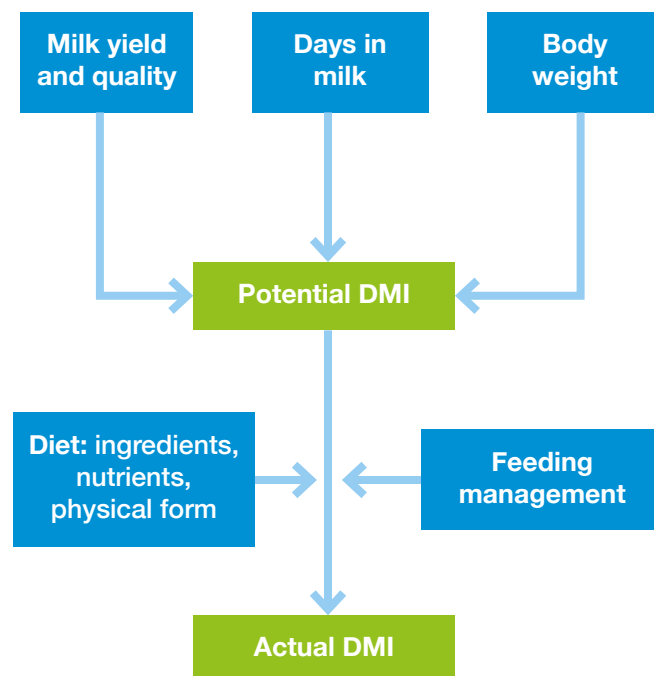 Milk yield
and quality
Days in
milk
Body
weight
Potential DMI
Diet: ingredients,
nutrients,
physical form
Feeding
management
Actual DMI